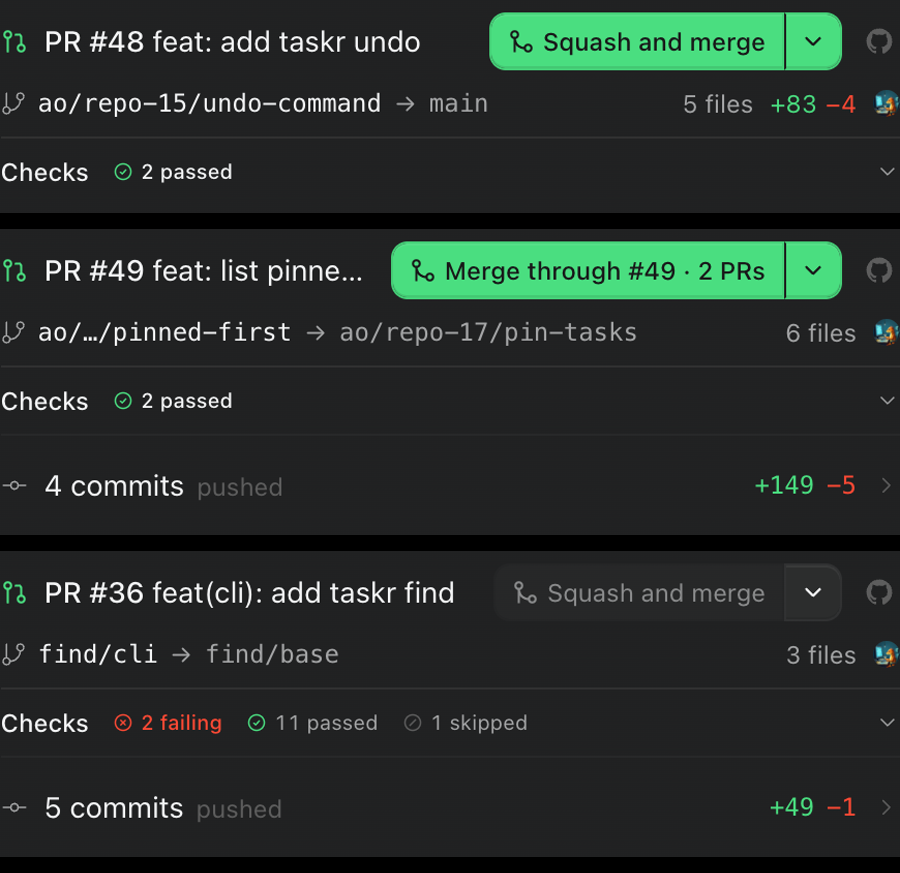 PR #48 feat: add taskr undo Squash and merge
ao/repo-15/undo-command → main 5 files +83 −4
Checks 2 passed
PR #49 feat: list pinne... Merge through #49 · 2 PRs
ao/…/pinned-first → ao/repo-17/pin-tasks 6 files
Checks 2 passed
4 commits pushed +149 −5
PR #36 feat(cli): add taskr find Squash and merge
find/cli → find/base 3 files
Checks 2 failing 11 passed 1 skipped
5 commits pushed +49 −1